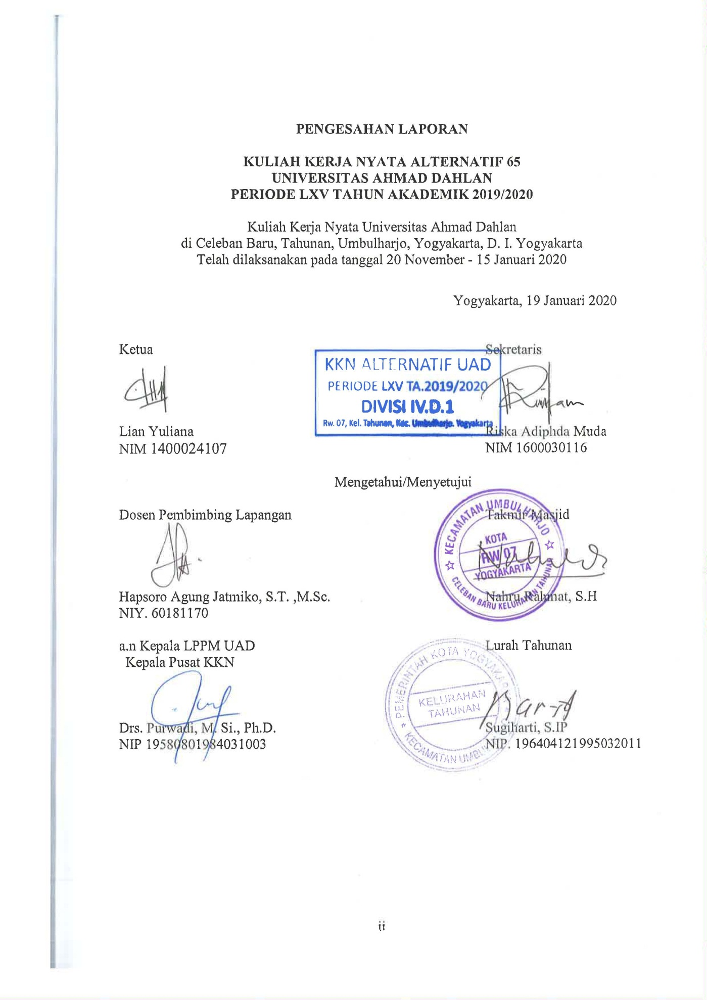 PENGESAHAN LAPORAN
KULIAH KERJA NYATA ALTERNATIF 65
UNIVERSITAS AHMAD DAHLAN
PERIODE LXV TAHUN AKADEMIK 2019/2020
Kuliah Kerja Nyata Universitas Ahmad Dahlan
di Celeban Baru, Tahunan, Umbulharjo, Yogyakarta, D. I. Yogyakarta
Telah dilaksanakan pada tanggal 20 November - 15 Januari 2020
Yogyakarta, 19 Januari 2020
Ketua
Sekretaris
KKN ALTERNATIF UAD
PERIODE LXV TA.2019/2020
DIVISI IV.D.1
Rw. 07, Kel. Tahunan, Kec. Umbulharjo. Yogyakarta
Lian Yuliana
Riska Adiphda Muda
NIM 1400024107
NIM 1600030116
Mengetahui/Menyetujui
Dosen Pembimbing Lapangan
Takmir Masjid
KECAMATAN UMBULHARJO
KOTA
RW 07
YOGYAKARTA
CELEBAN BARU KELURAHAN TAHUNAN
Hapsoro Agung Jatmiko, S.T. ,M.Sc.
Nahru Rahmat, S.H
NIY. 60181170
a.n Kepala LPPM UAD
Lurah Tahunan
Kepala Pusat KKN
PEMERINTAH KOTA YOGYAKAR
KELURAHAN
TAHUNAN
KECAMATAN UMBU
Drs. Purwadi, M. Si., Ph.D.
Sugiharti, S.IP
NIP 19580801984031003
NIP. 196404121995032011
ii